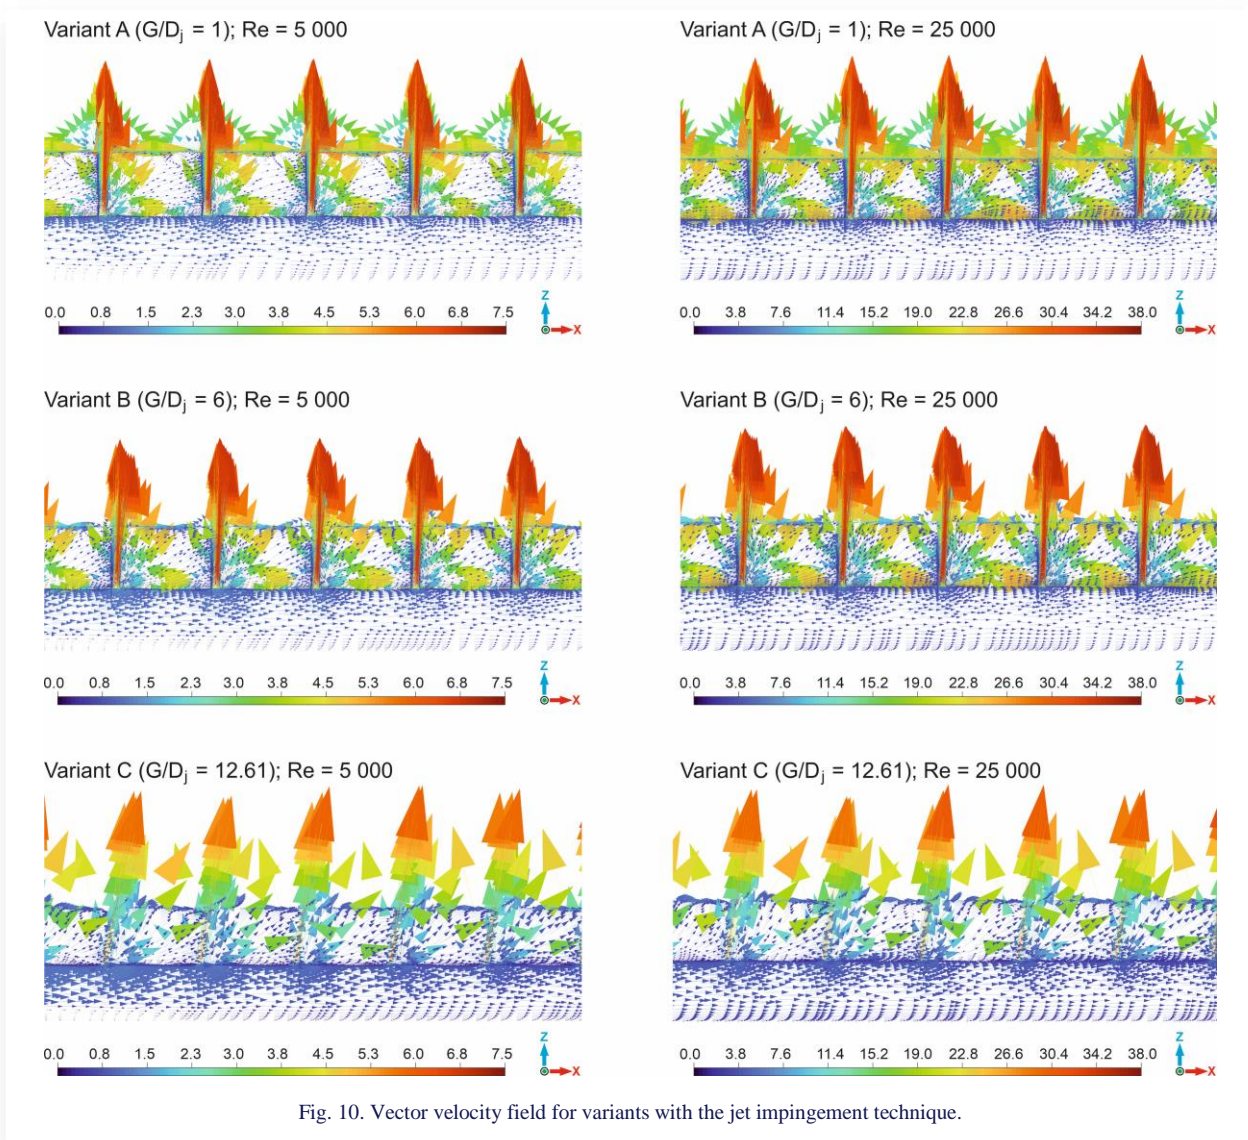 Variant A (G/Dj = 1); Re = 5 000
Variant A (G/Dj = 1); Re = 25 000
0.0 0.8 1.5 2.3 3.0 3.8 4.5 5.3 6.0 6.8 7.5
Z
X
0.0 3.8 7.6 11.4 15.2 19.0 22.8 26.6 30.4 34.2 38.0
Z
X
Variant B (G/Dj = 6); Re = 5 000
Variant B (G/Dj = 6); Re = 25 000
0.0 0.8 1.5 2.3 3.0 3.8 4.5 5.3 6.0 6.8 7.5
Z
X
0.0 3.8 7.6 11.4 15.2 19.0 22.8 26.6 30.4 34.2 38.0
Z
X
Variant C (G/Dj = 12.61); Re = 5 000
Variant C (G/Dj = 12.61); Re = 25 000
0.0 0.8 1.5 2.3 3.0 3.8 4.5 5.3 6.0 6.8 7.5
Z
X
0.0 3.8 7.6 11.4 15.2 19.0 22.8 26.6 30.4 34.2 38.0
Z
X
Fig. 10. Vector velocity field for variants with the jet impingement technique.